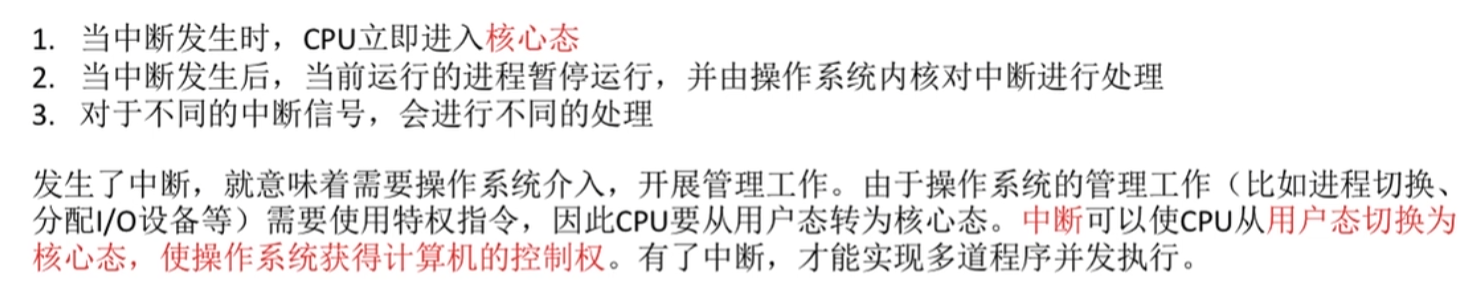 1. 当中断发生时，CPU立即进入核心态
2. 当中断发生后，当前运行的进程暂停运行，并由操作系统内核对中断进行处理
3. 对于不同的中断信号，会进行不同的处理
发生了中断，就意味着需要操作系统介入，开展管理工作。由于操作系统的管理工作（比如进程切换、
分配I/O设备等）需要使用特权指令，因此CPU要从用户态转为核心态。中断可以使CPU从用户态切换为
核心态，使操作系统获得计算机的控制权。有了中断，才能实现多道程序并发执行。